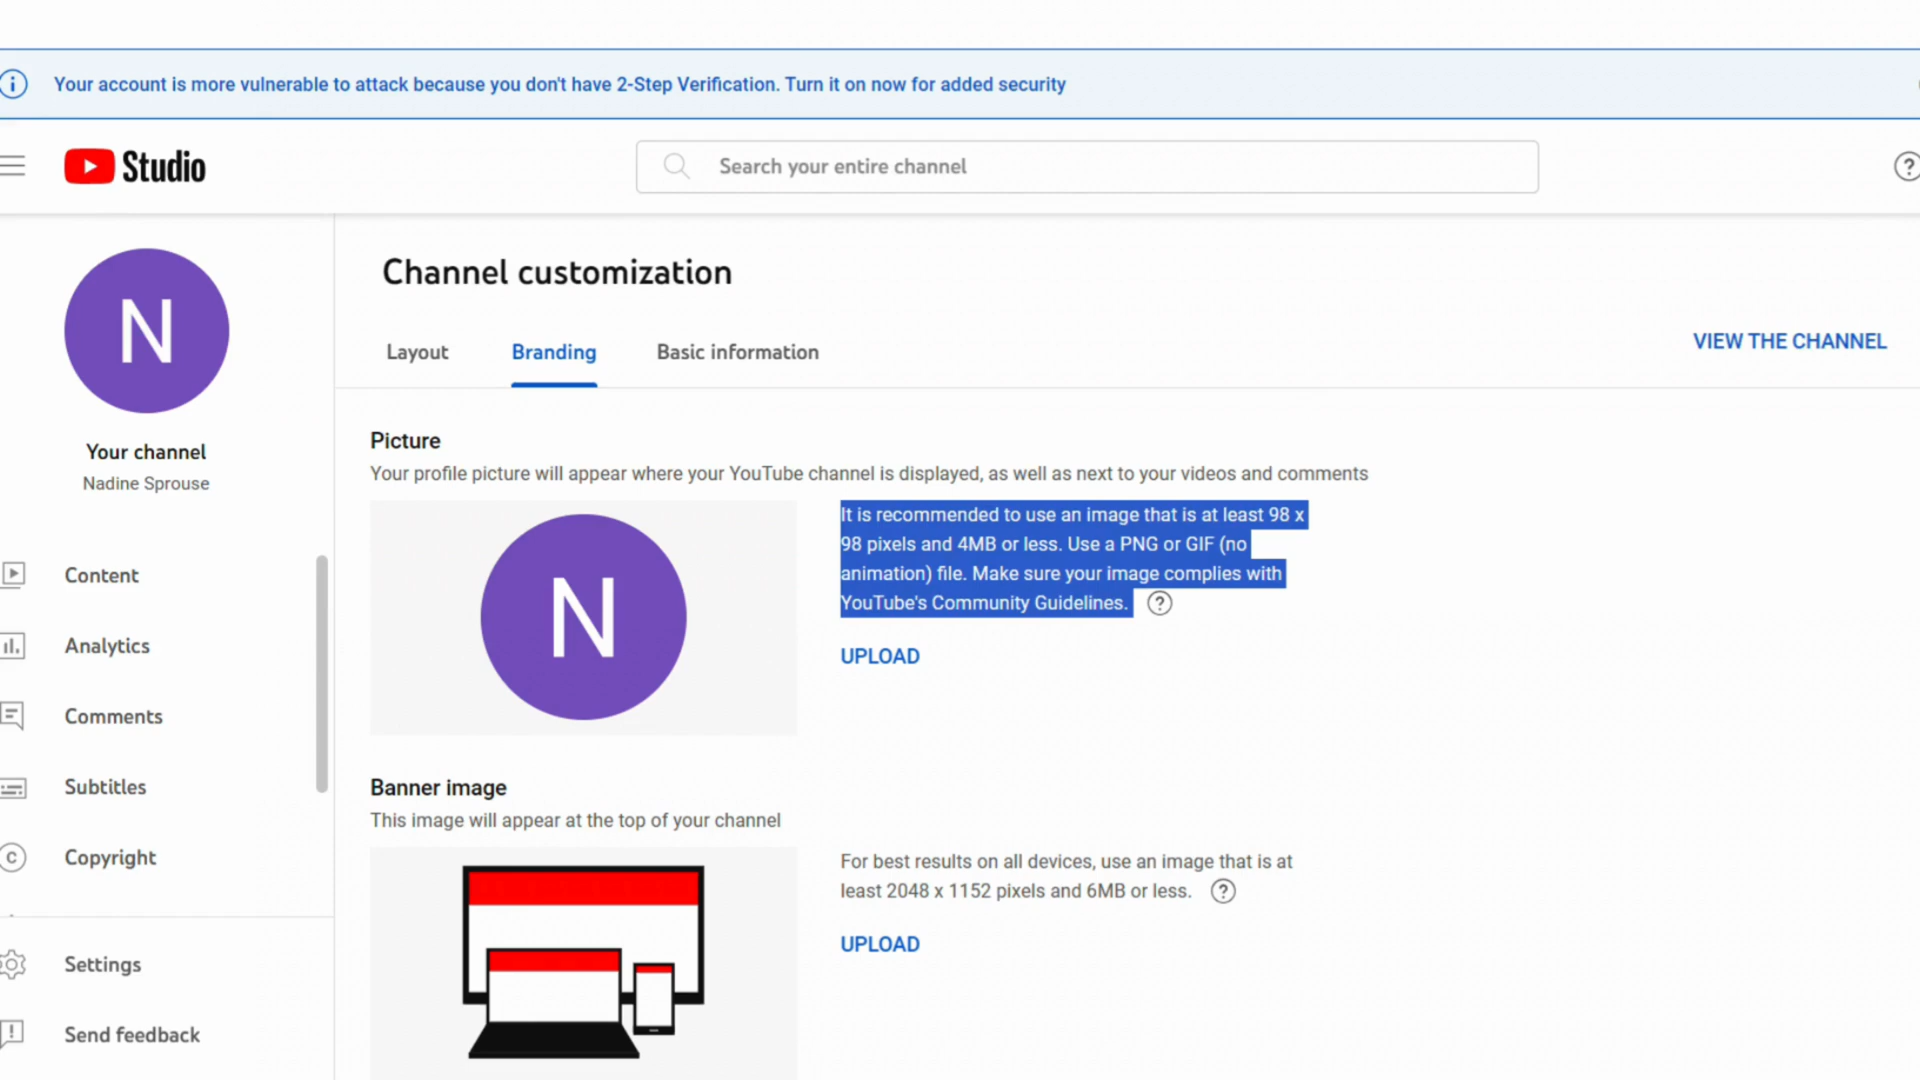 Your account is more vulnerable to attack because you don't have 2-Step Verification. Turn it on now for added security
Studio
Search your entire channel
N
Your channel
Nadine Sprouse
Content
Analytics
Comments
Subtitles
Copyright
Settings
Send feedback
Channel customization
Layout
Branding
Basic information
VIEW THE CHANNEL
Picture
Your profile picture will appear where your YouTube channel is displayed, as well as next to your videos and comments
N
It is recommended to use an image that is at least 98 x
98 pixels and 4MB or less. Use a PNG or GIF (no
animation) file. Make sure your image complies with
YouTube's Community Guidelines.
UPLOAD
Banner image
This image will appear at the top of your channel
For best results on all devices, use an image that is at
least 2048 x 1152 pixels and 6MB or less.
UPLOAD